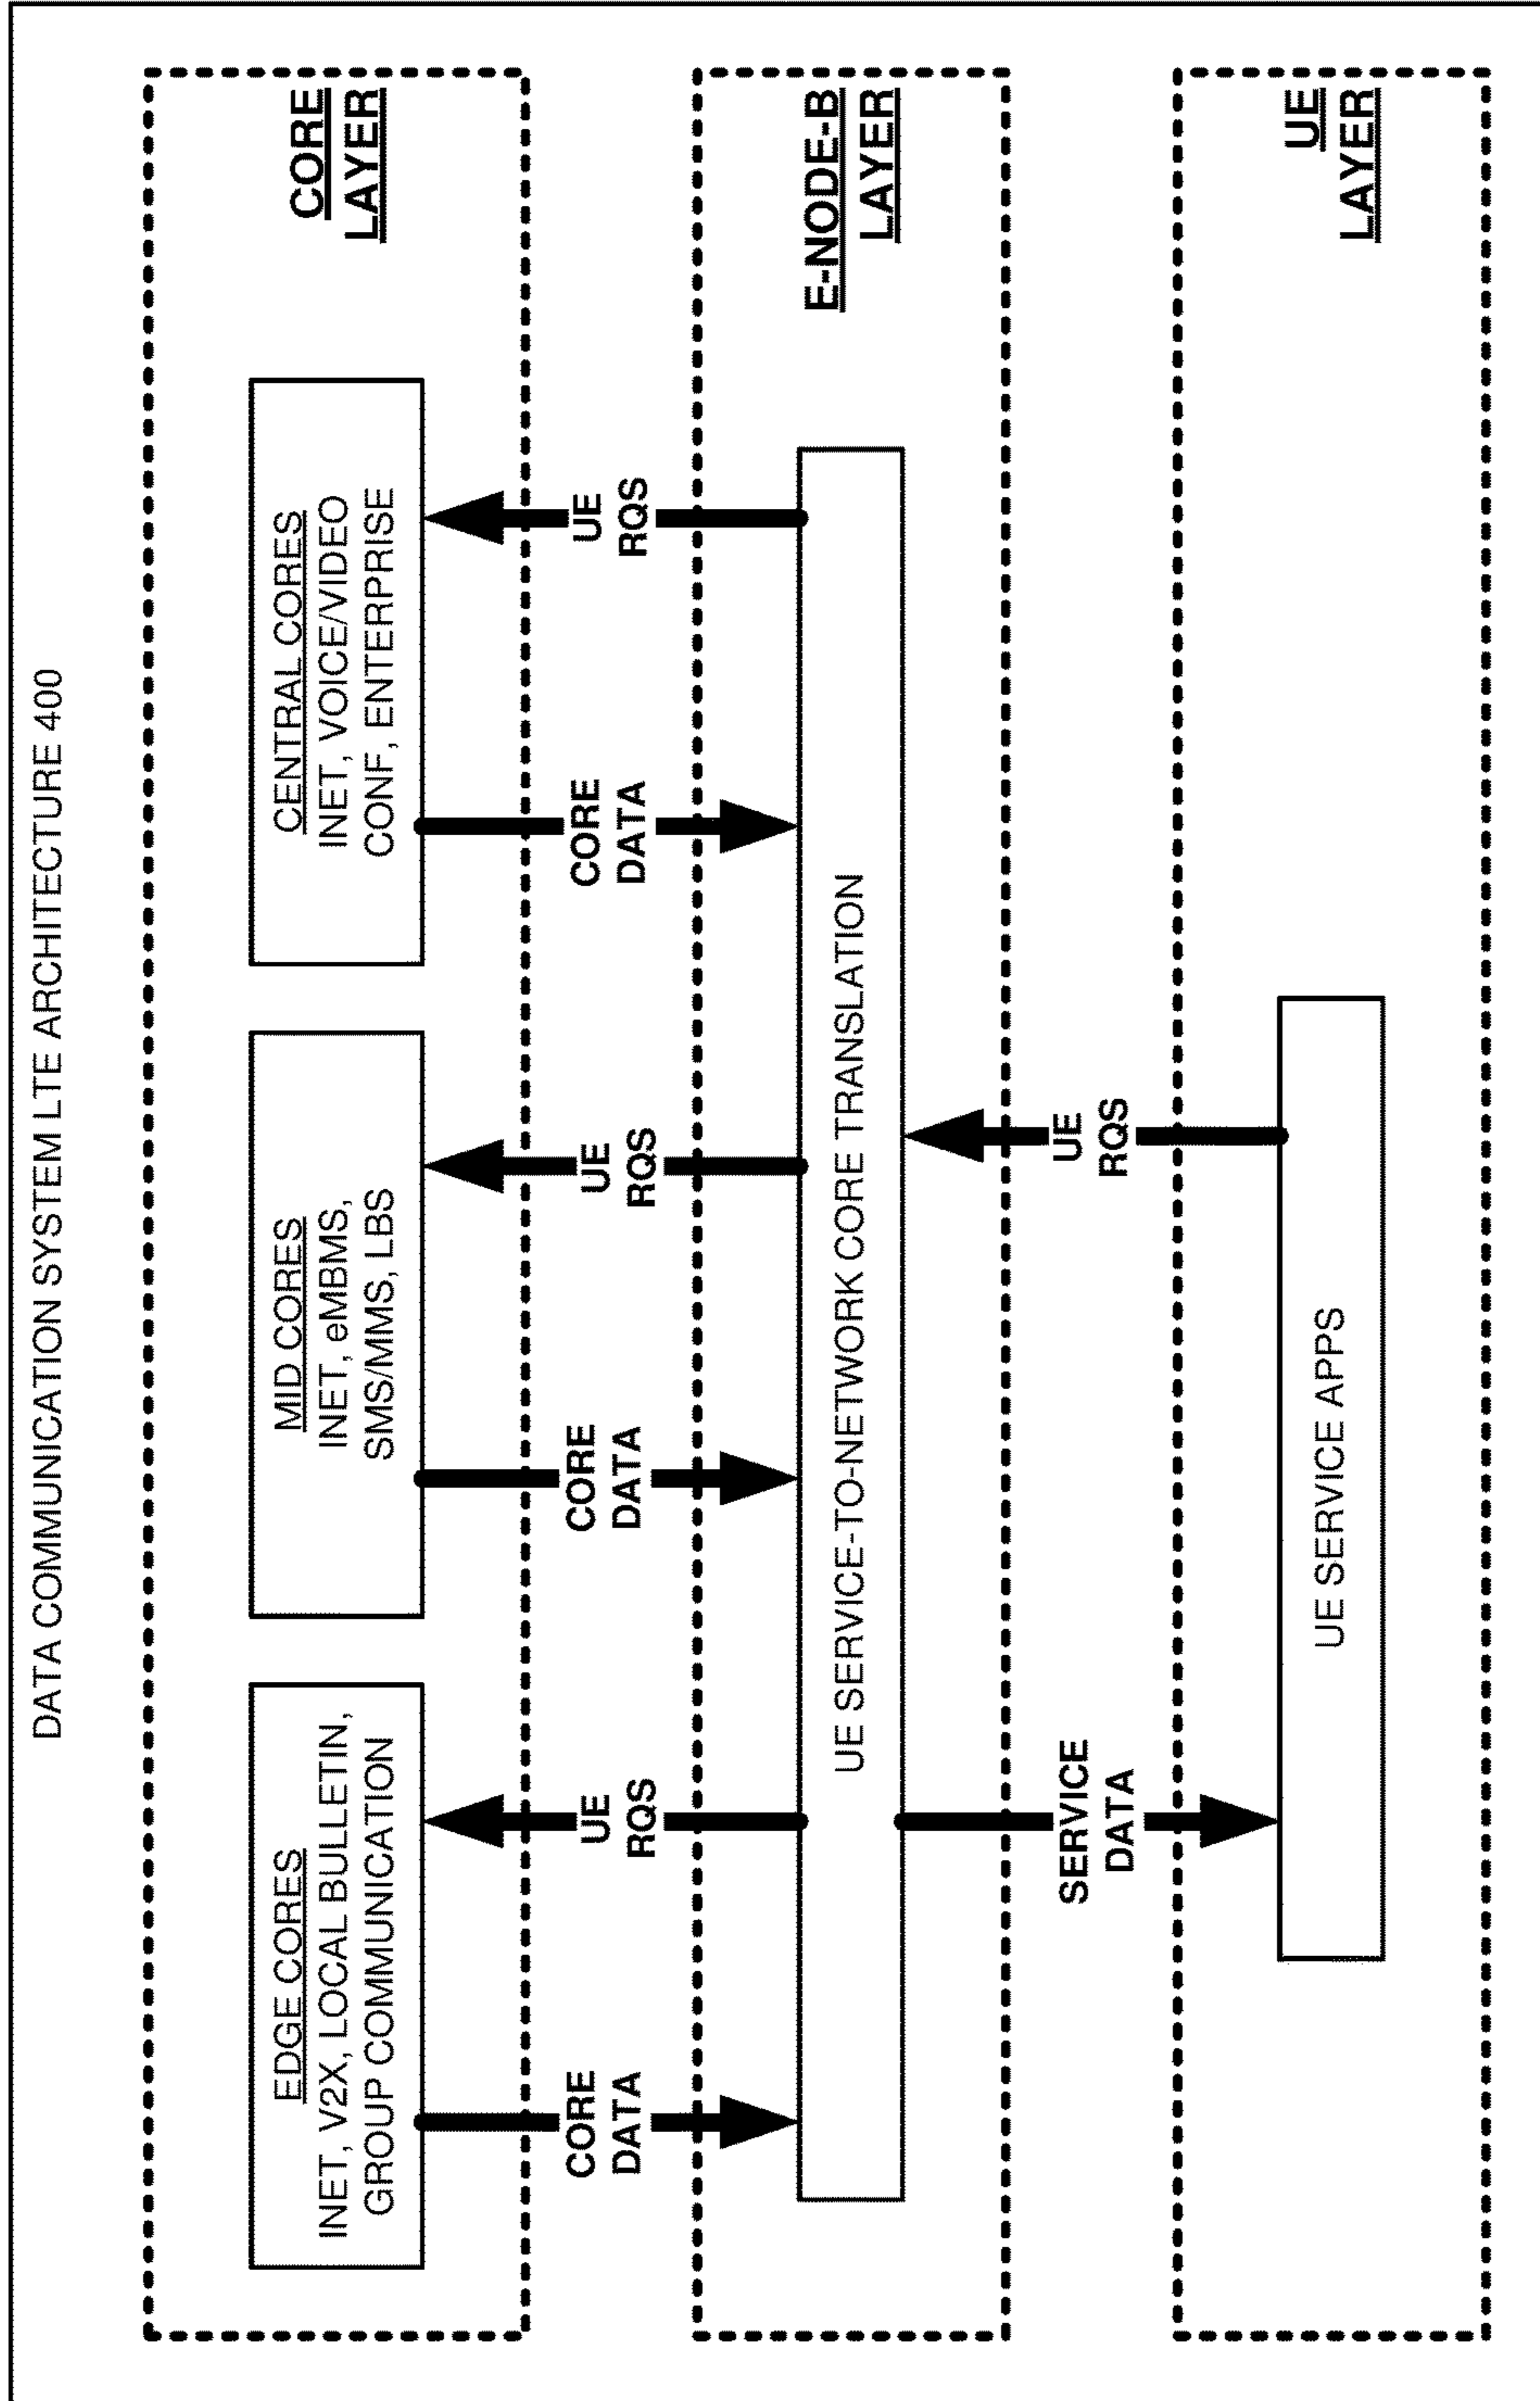 DATA COMMUNICATION SYSTEM LTE ARCHITECTURE 400
EDGE CORES
INET, V2X, LOCAL BULLETIN,
GROUP COMMUNICATION
MID CORES
INET, eMBMS,
SMS/MMS, LBS
CENTRAL CORES
INET, VOICE/VIDEO
CONF, ENTERPRISE
CORE
LAYER
CORE
DATA
UE
RQS
CORE
DATA
UE
RQS
CORE
DATA
UE
RQS
E-NODE-B
LAYER
UE SERVICE-TO-NETWORK CORE TRANSLATION
SERVICE
DATA
UE
RQS
UE
LAYER
UE SERVICE APPS